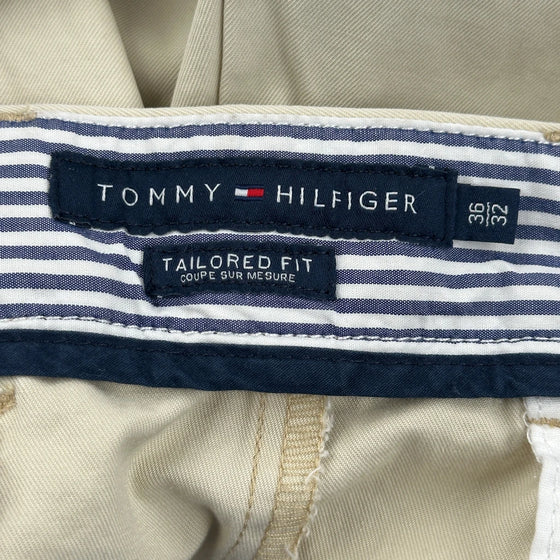 TOMMY HILFIGER
36
32
TAILORED FIT
COUPE SUR MESURE